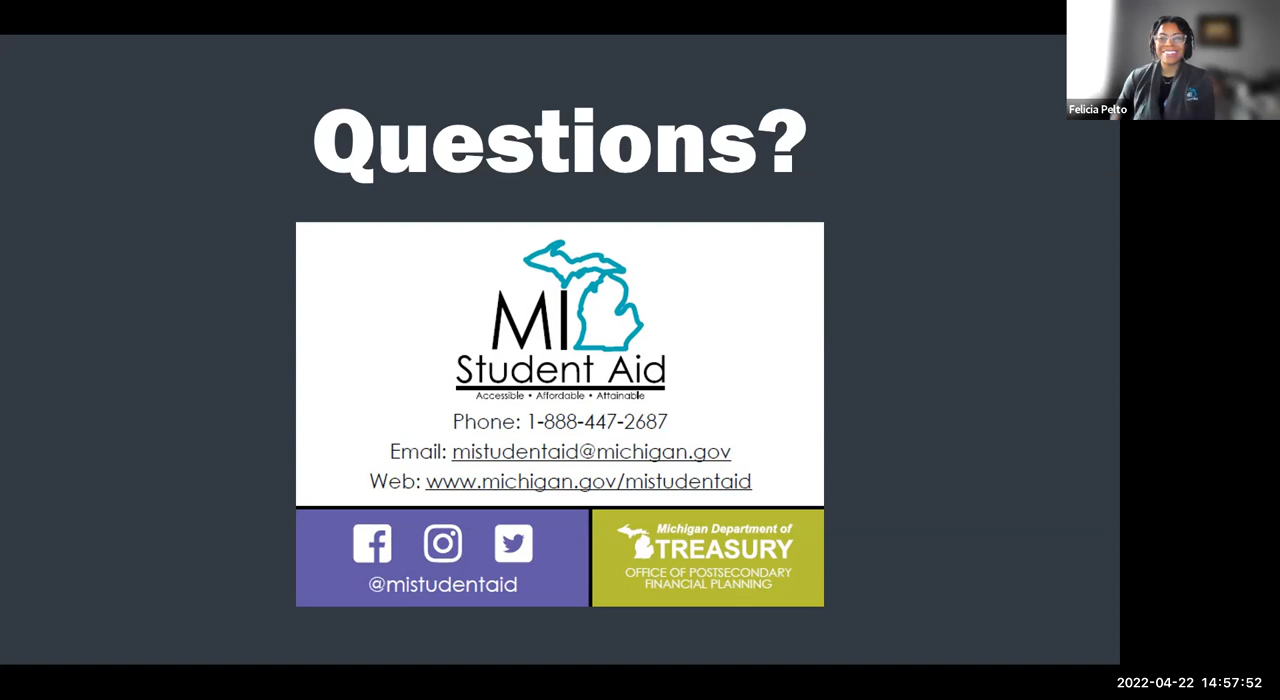 Felicia Pelto
Questions?
MI
Student Aid
Accessible • Affordable • Attainable
Phone: 1-888-447-2687
Email: mistudentaid@michigan.gov
Web: www.michigan.gov/mistudentaid
@mistudentaid
Michigan Department of
TREASURY
OFFICE OF POSTSECONDARY
FINANCIAL PLANNING
2022-04-22 14:57:52